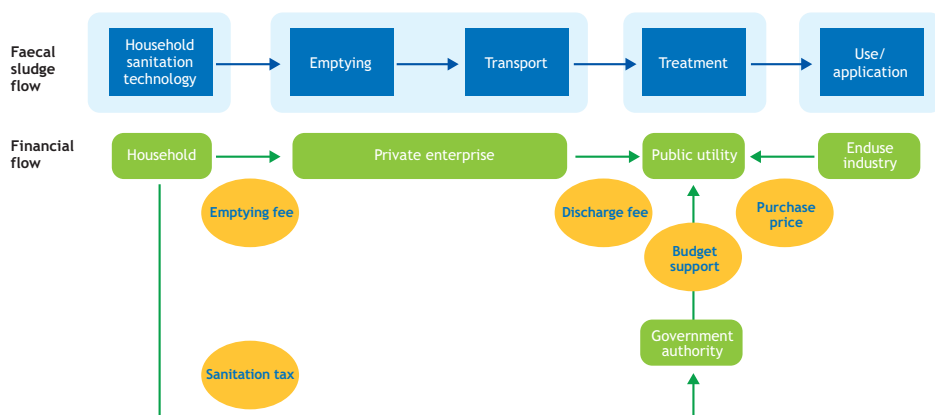 Faecal
sludge
flow
Household
sanitation
technology
Emptying
Transport
Treatment
Use/
application
Financial
flow
Household
Private enterprise
Public utility
Enduse
industry
Emptying fee
Discharge fee
Purchase
price
Budget
support
Government
authority
Sanitation tax